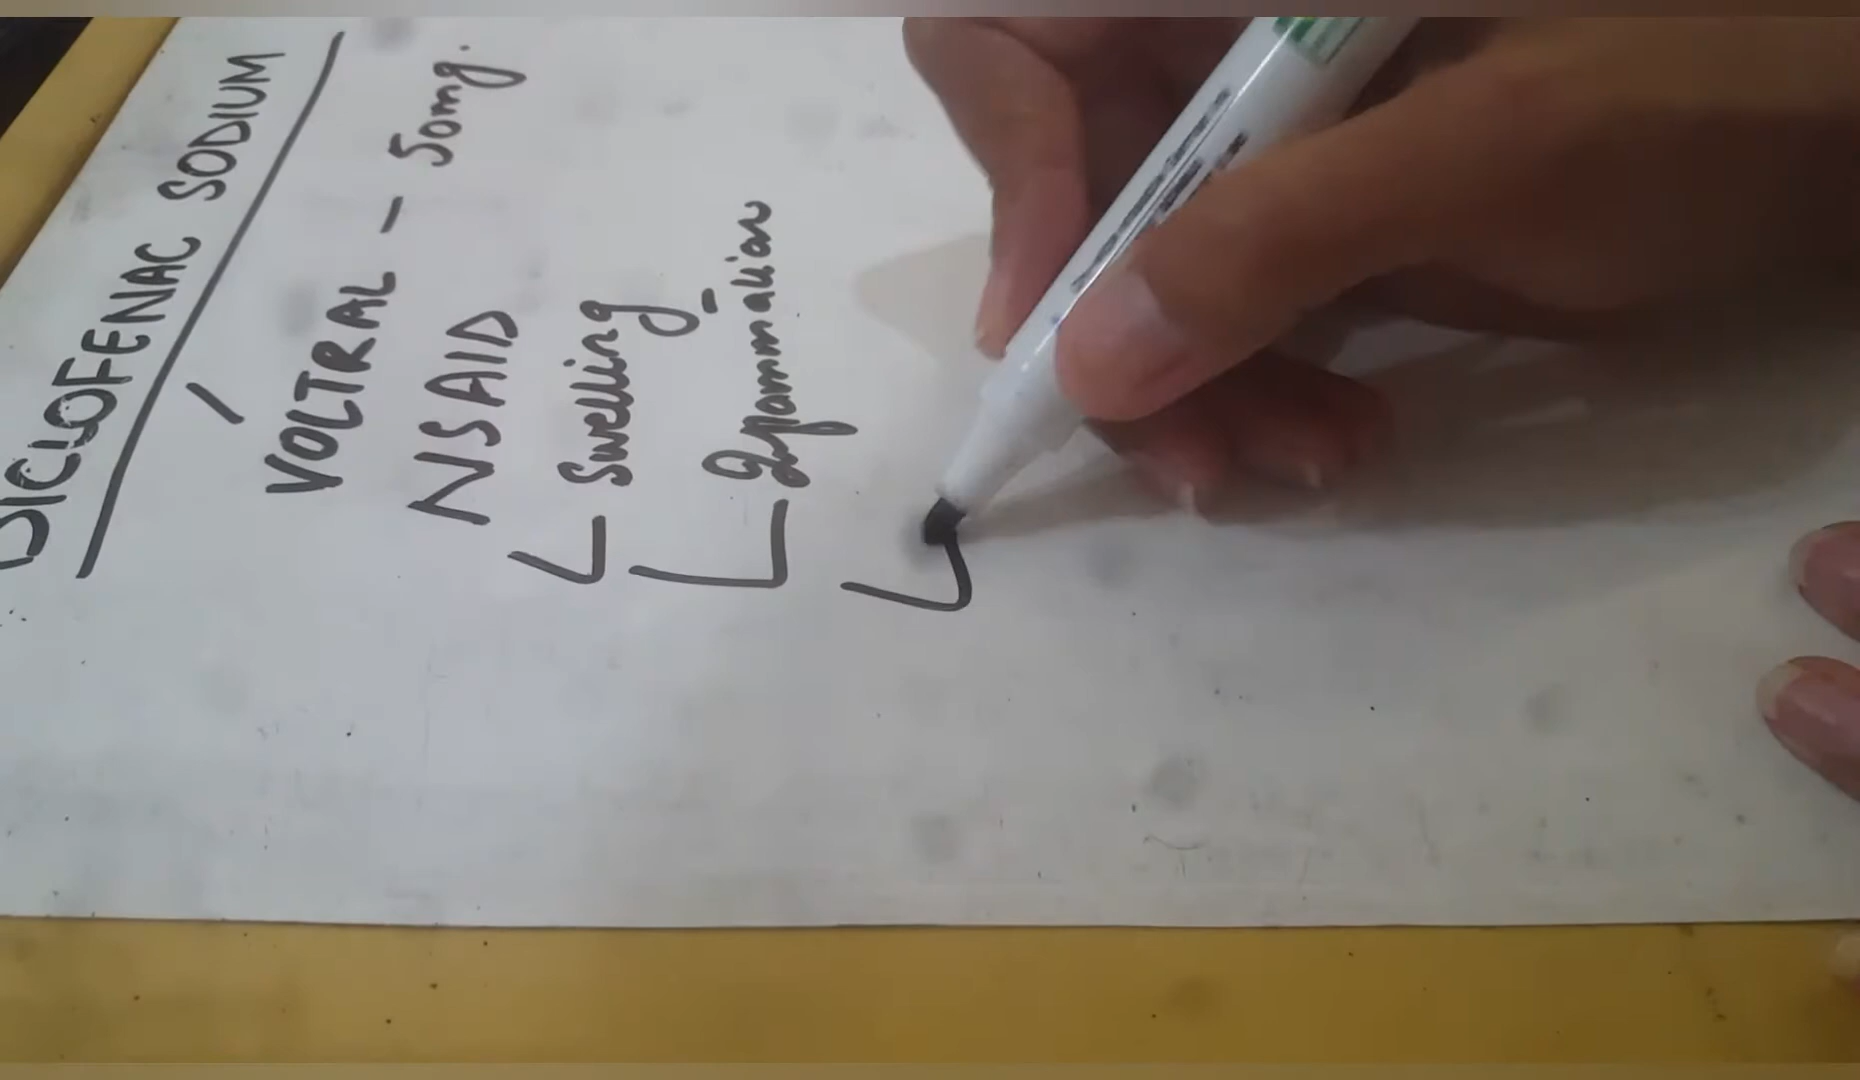 DICLOFENAC SODIUM
VOLTRAL - 50mg.
NSAID
Swelling
Inflammation